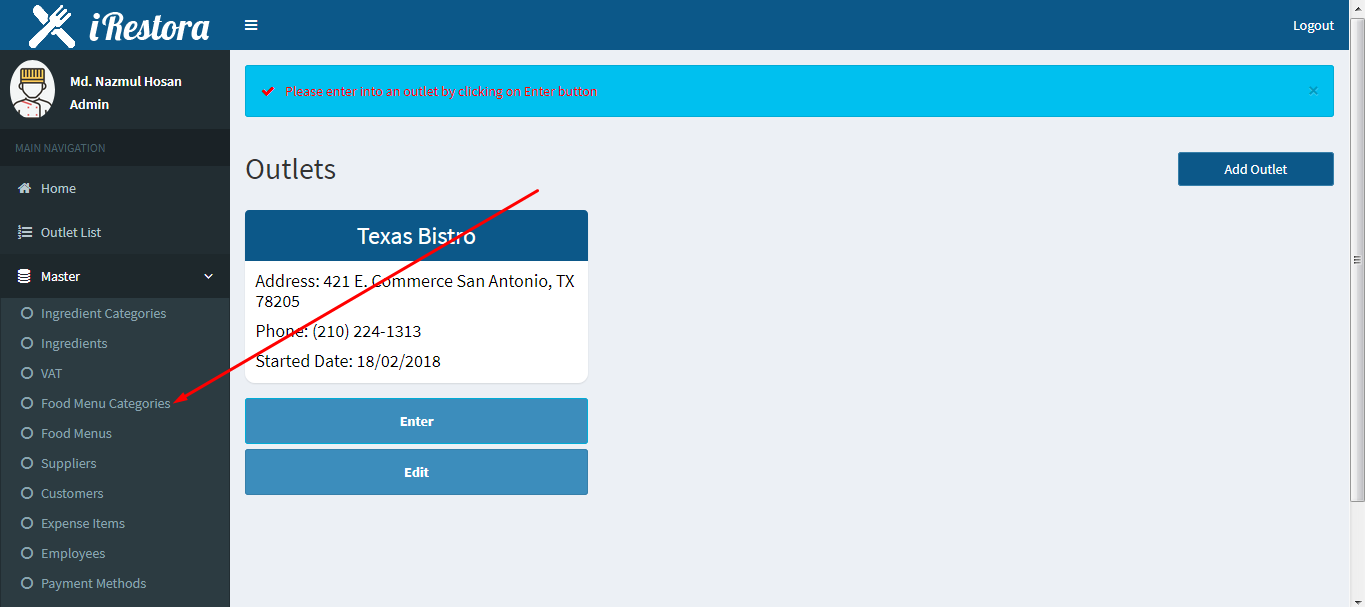 iRestora
Logout
Md. Nazmul Hosan
Admin
MAIN NAVIGATION
Home
Outlet List
Master
Ingredient Categories
Ingredients
VAT
Food Menu Categories
Food Menus
Suppliers
Customers
Expense Items
Employees
Payment Methods
Please enter into an outlet by clicking on Enter button
×
Outlets
Add Outlet
Texas Bistro
Address: 421 E. Commerce San Antonio, TX
78205
Phone: (210) 224-1313
Started Date: 18/02/2018
Enter
Edit